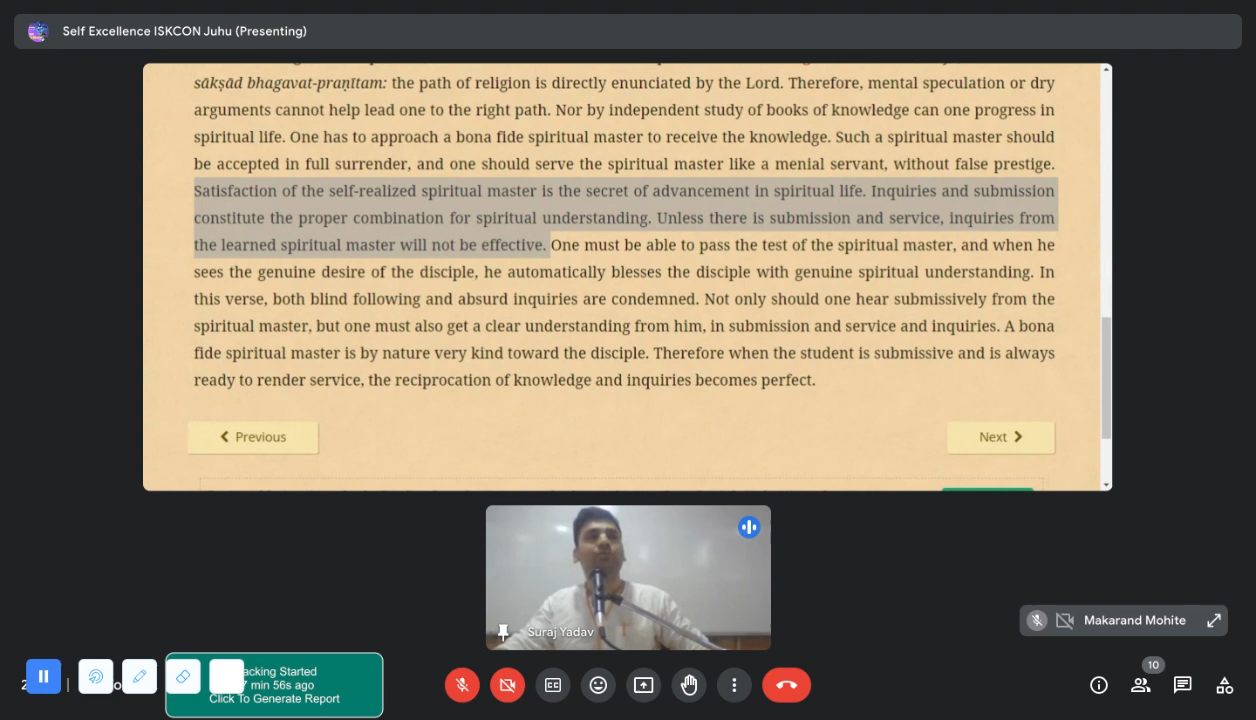 Self Excellence ISKCON Juhu (Presenting)
sākṣād bhagavat-praṇītam: the path of religion is directly enunciated by the Lord. Therefore, mental speculation or dry
arguments cannot help lead one to the right path. Nor by independent study of books of knowledge can one progress in
spiritual life. One has to approach a bona fide spiritual master to receive the knowledge. Such a spiritual master should
be accepted in full surrender, and one should serve the spiritual master like a menial servant, without false prestige.
Satisfaction of the self-realized spiritual master is the secret of advancement in spiritual life. Inquiries and submission
constitute the proper combination for spiritual understanding. Unless there is submission and service, inquiries from
the learned spiritual master will not be effective. One must be able to pass the test of the spiritual master, and when he
sees the genuine desire of the disciple, he automatically blesses the disciple with genuine spiritual understanding. In
this verse, both blind following and absurd inquiries are condemned. Not only should one hear submissively from the
spiritual master, but one must also get a clear understanding from him, in submission and service and inquiries. A bona
fide spiritual master is by nature very kind toward the disciple. Therefore when the student is submissive and is always
ready to render service, the reciprocation of knowledge and inquiries becomes perfect.
Previous
Next
Suraj Yadav
Makarand Mohite
10
Started
min 56s ago
Click To Generate Report
CC